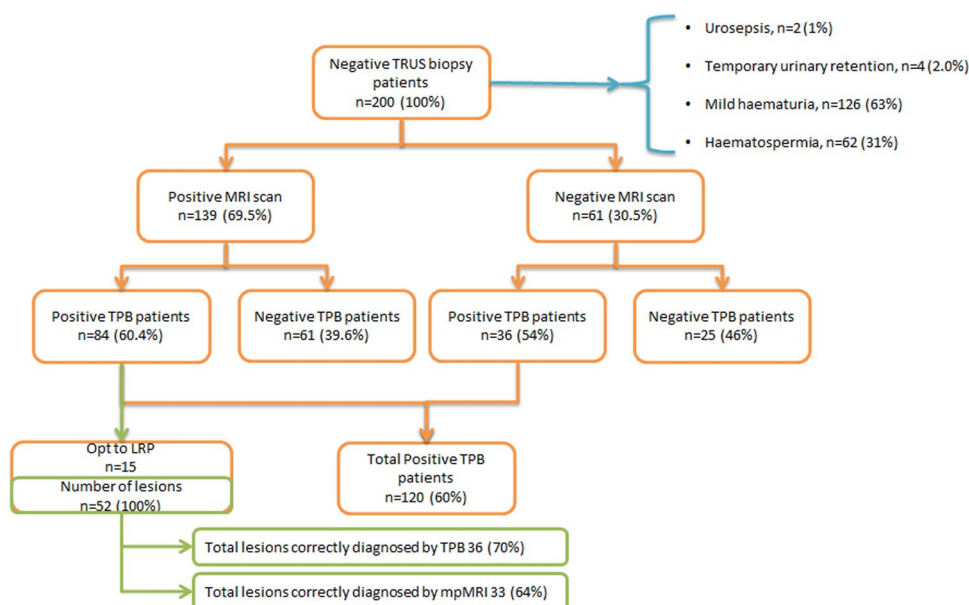 Negative TRUS biopsy
patients
n=200 (100%)
• Urosepsis, n=2 (1%)
• Temporary urinary retention, n=4 (2.0%)
• Mild haematuria, n=126 (63%)
• Haematospermia, n=62 (31%)
Positive MRI scan
n=139 (69.5%)
Negative MRI scan
n=61 (30.5%)
Positive TPB patients
n=84 (60.4%)
Negative TPB patients
n=61 (39.6%)
Positive TPB patients
n=36 (54%)
Negative TPB patients
n=25 (46%)
Opt to LRP
n=15
Number of lesions
n=52 (100%)
Total Positive TPB
patients
n=120 (60%)
Total lesions correctly diagnosed by TPB 36 (70%)
Total lesions correctly diagnosed by mpMRI 33 (64%)